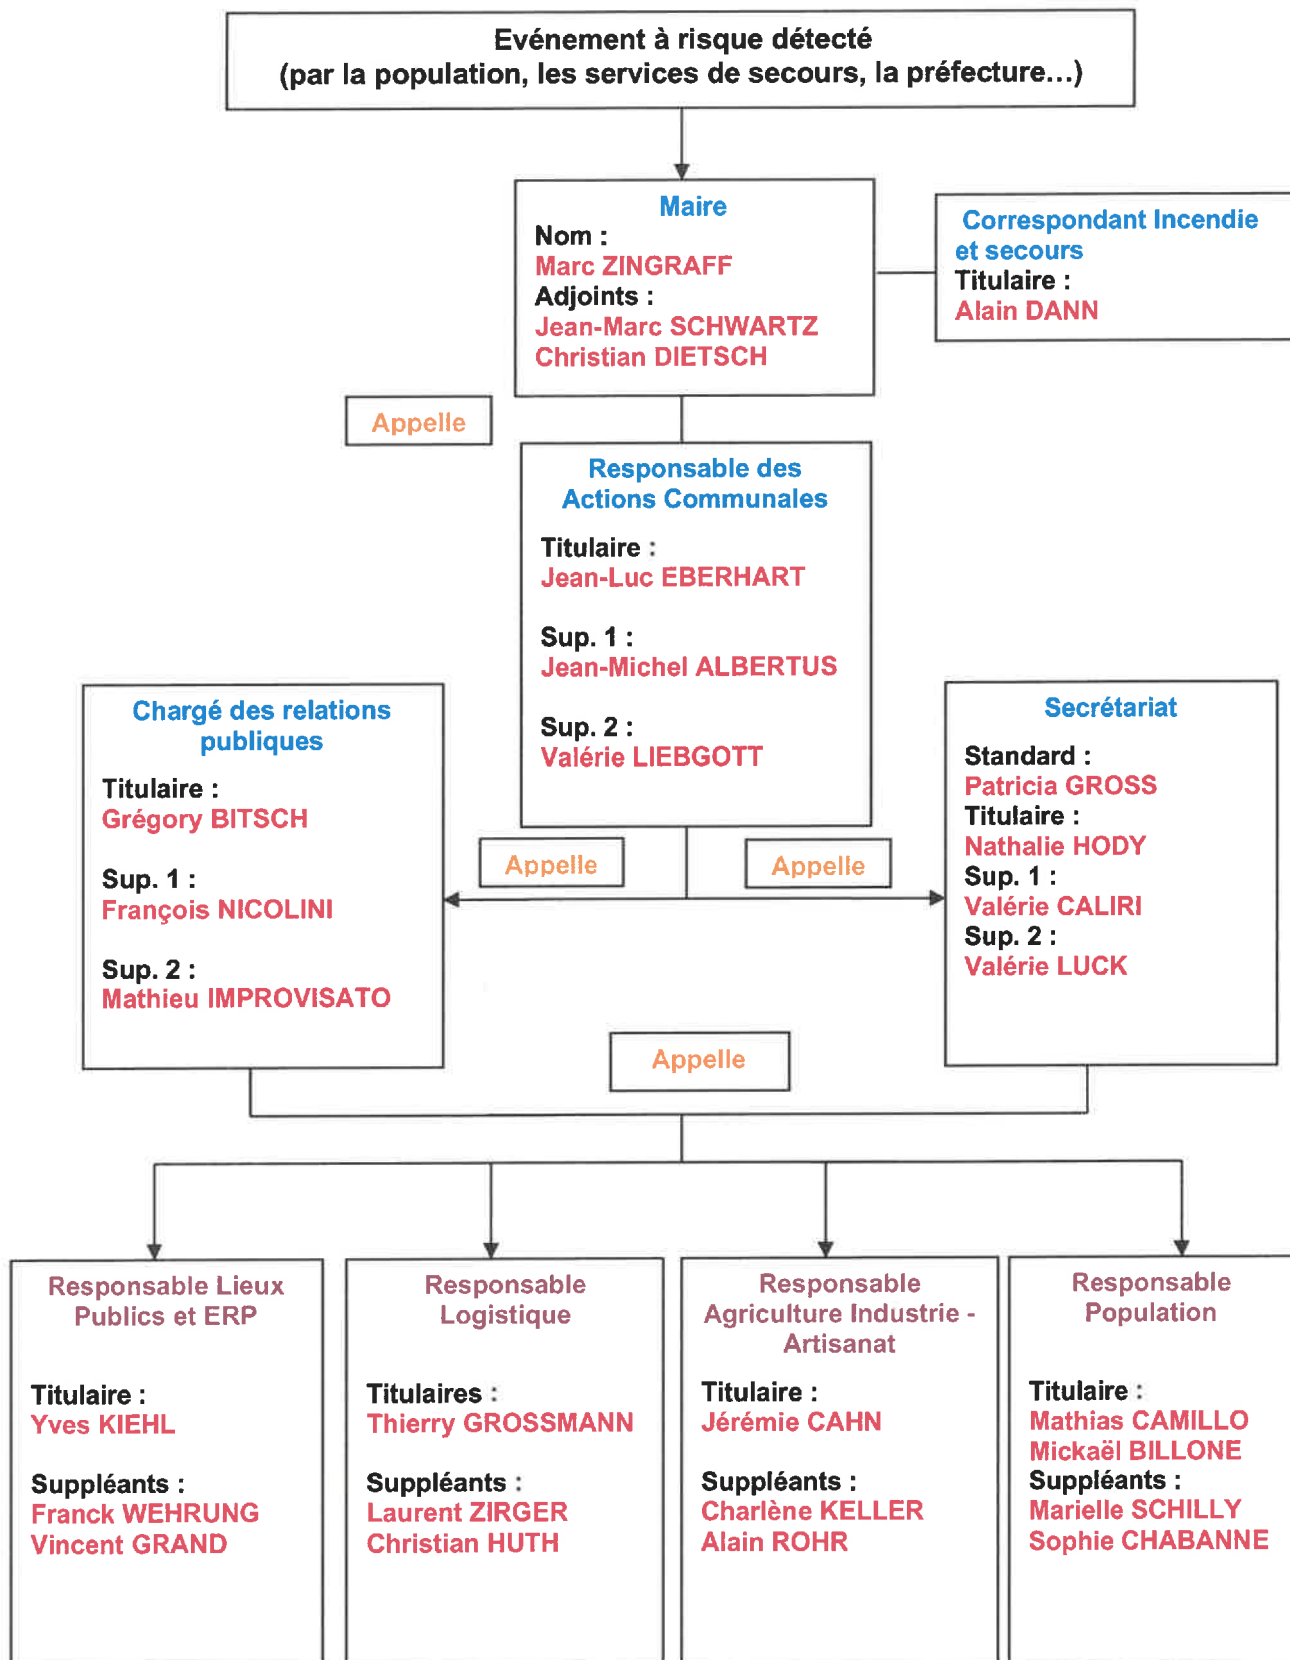 Evénement à risque détecté
(par la population, les services de secours, la préfecture...)
Maire
Nom :
Marc ZINGRAFF
Adjoints :
Jean-Marc SCHWARTZ
Christian DIETSCH
Correspondant Incendie
et secours
Titulaire :
Alain DANN
Appelle
Responsable des
Actions Communales
Titulaire :
Jean-Luc EBERHART
Sup. 1 :
Jean-Michel ALBERTUS
Sup. 2 :
Valérie LIEBGOTT
Chargé des relations
publiques
Titulaire :
Grégory BITSCH
Sup. 1 :
François NICOLINI
Sup. 2 :
Mathieu IMPROVISATO
Appelle
Appelle
Secrétariat
Standard :
Patricia GROSS
Titulaire :
Nathalie HODY
Sup. 1 :
Valérie CALIRI
Sup. 2 :
Valérie LUCK
Appelle
Responsable Lieux
Publics et ERP
Titulaire :
Yves KIEHL
Suppléants :
Franck WEHRUNG
Vincent GRAND
Responsable
Logistique
Titulaires :
Thierry GROSSMANN
Suppléants :
Laurent ZIRGER
Christian HUTH
Responsable
Agriculture Industrie -
Artisanat
Titulaire :
Jérémie CAHN
Suppléants :
Charlène KELLER
Alain ROHR
Responsable
Population
Titulaire :
Mathias CAMILLO
Mickaël BILLONE
Suppléants :
Marielle SCHILLY
Sophie CHABANNE